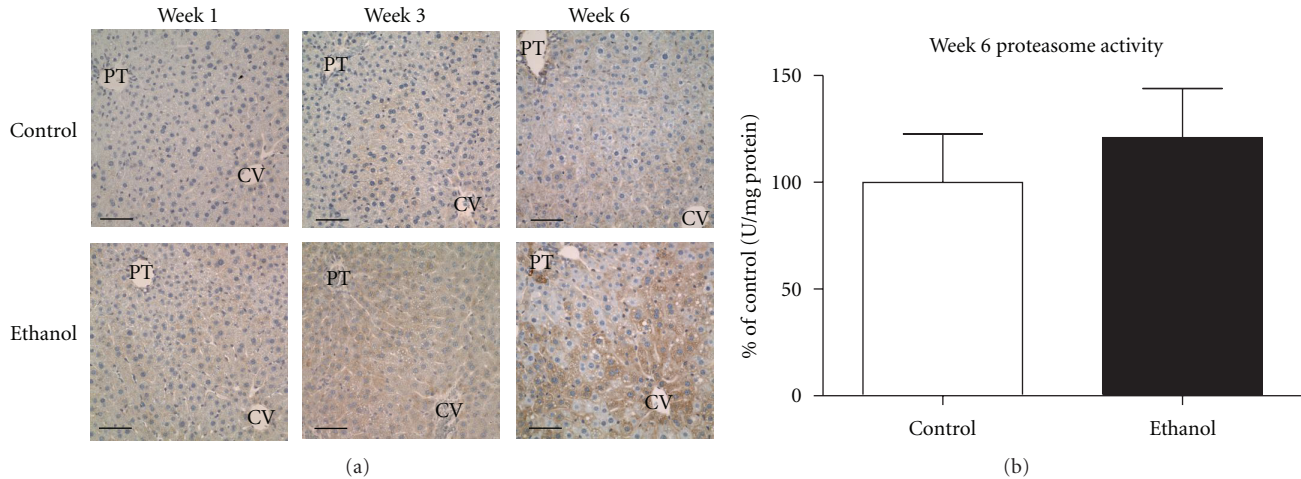 Week 1
Week 3
Week 6
Control
PT
CV
PT
CV
PT
CV
Ethanol
PT
CV
PT
CV
PT
CV
(a)
Week 6 proteasome activity
% of control (U/mg protein)
150
100
50
0
Control
Ethanol
(b)